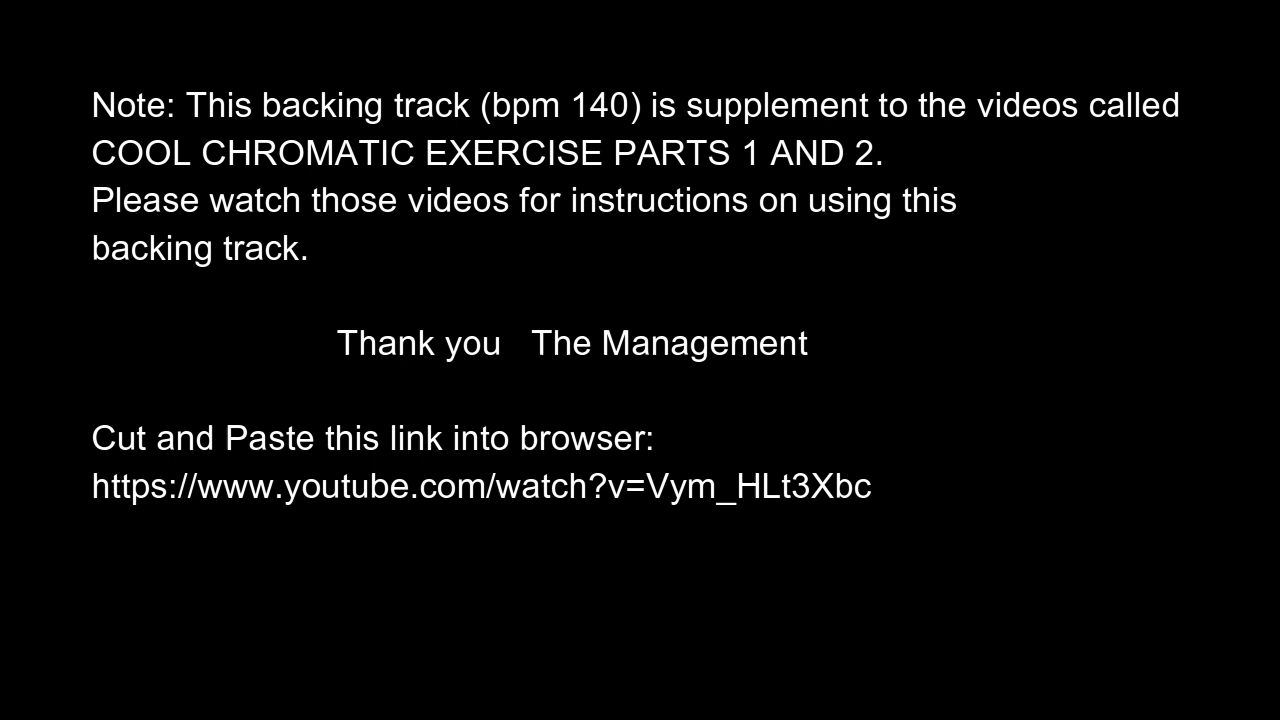 Note: This backing track (bpm 140) is supplement to the videos called
COOL CHROMATIC EXERCISE PARTS 1 AND 2.
Please watch those videos for instructions on using this
backing track.
Thank you   The Management
Cut and Paste this link into browser:
https://www.youtube.com/watch?v=Vym_HLt3Xbc